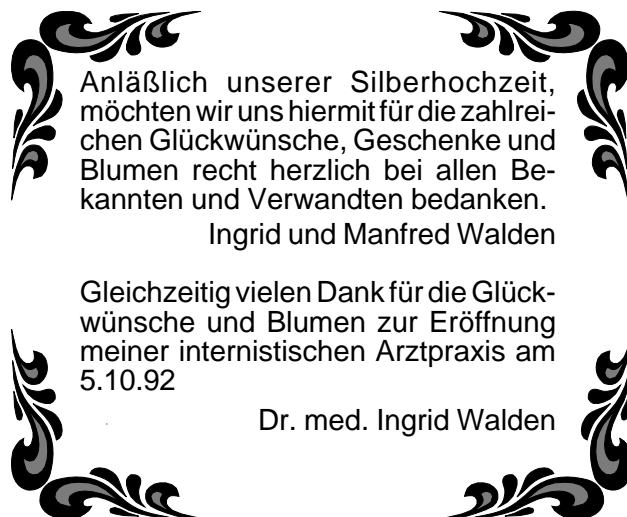 Anläßlich unserer Silberhochzeit,
möchten wir uns hiermit für die zahlrei-
chen Glückwünsche, Geschenke und
Blumen recht herzlich bei allen Be-
kannten und Verwandten bedanken.
Ingrid und Manfred Walden
Gleichzeitig vielen Dank für die Glück-
wünsche und Blumen zur Eröffnung
meiner internistischen Arztpraxis am
5.10.92
Dr. med. Ingrid Walden